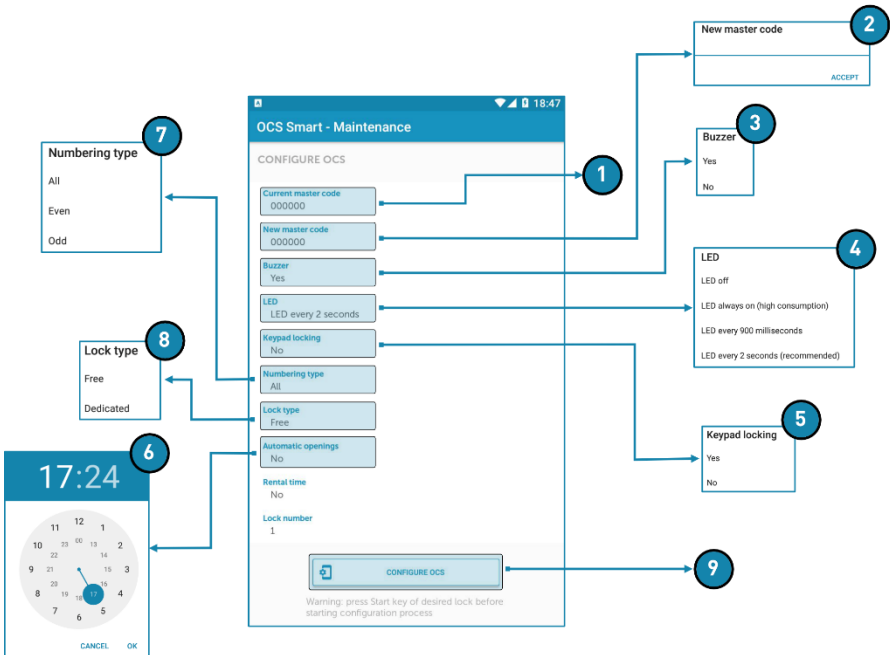 2
New master code
ACCEPT
18:47
OCS Smart - Maintenance
CONFIGURE OCS
Current master code
000000
New master code
000000
Buzzer
Yes
LED
LED every 2 seconds
Keypad locking
No
Numbering type
All
Lock type
Free
Automatic openings
No
Rental time
No
Lock number
1
CONFIGURE OCS
Warning: press Start key of desired lock before
starting configuration process
1
3
Buzzer
Yes
No
4
LED
LED off
LED always on (high consumption)
LED every 900 milliseconds
LED every 2 seconds (recommended)
5
Keypad locking
Yes
No
9
7
Numbering type
All
Even
Odd
8
Lock type
Free
Dedicated
6
17:24
12
11 1
00
10 23 13 2
22 14
9 21 15 3
20 16
8 19 17 4
18
7 5
6
CANCEL OK